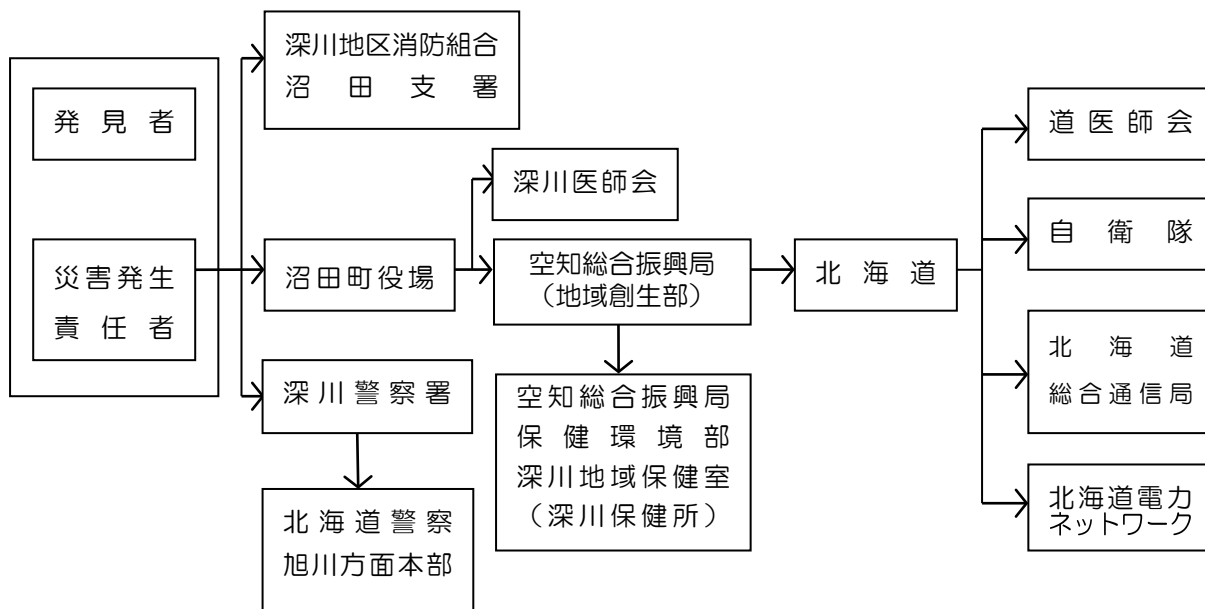 発見者
災害発生
責任者
深川地区消防組合
沼田支署
沼田町役場
深川警察署
北海道警察
旭川方面本部
深川医師会
空知総合振興局
(地域創生部)
空知総合振興局
保健環境部
深川地域保健室
(深川保健所)
北海道
道医師会
自衛隊
北海道
総合通信局
北海道電力
ネットワーク